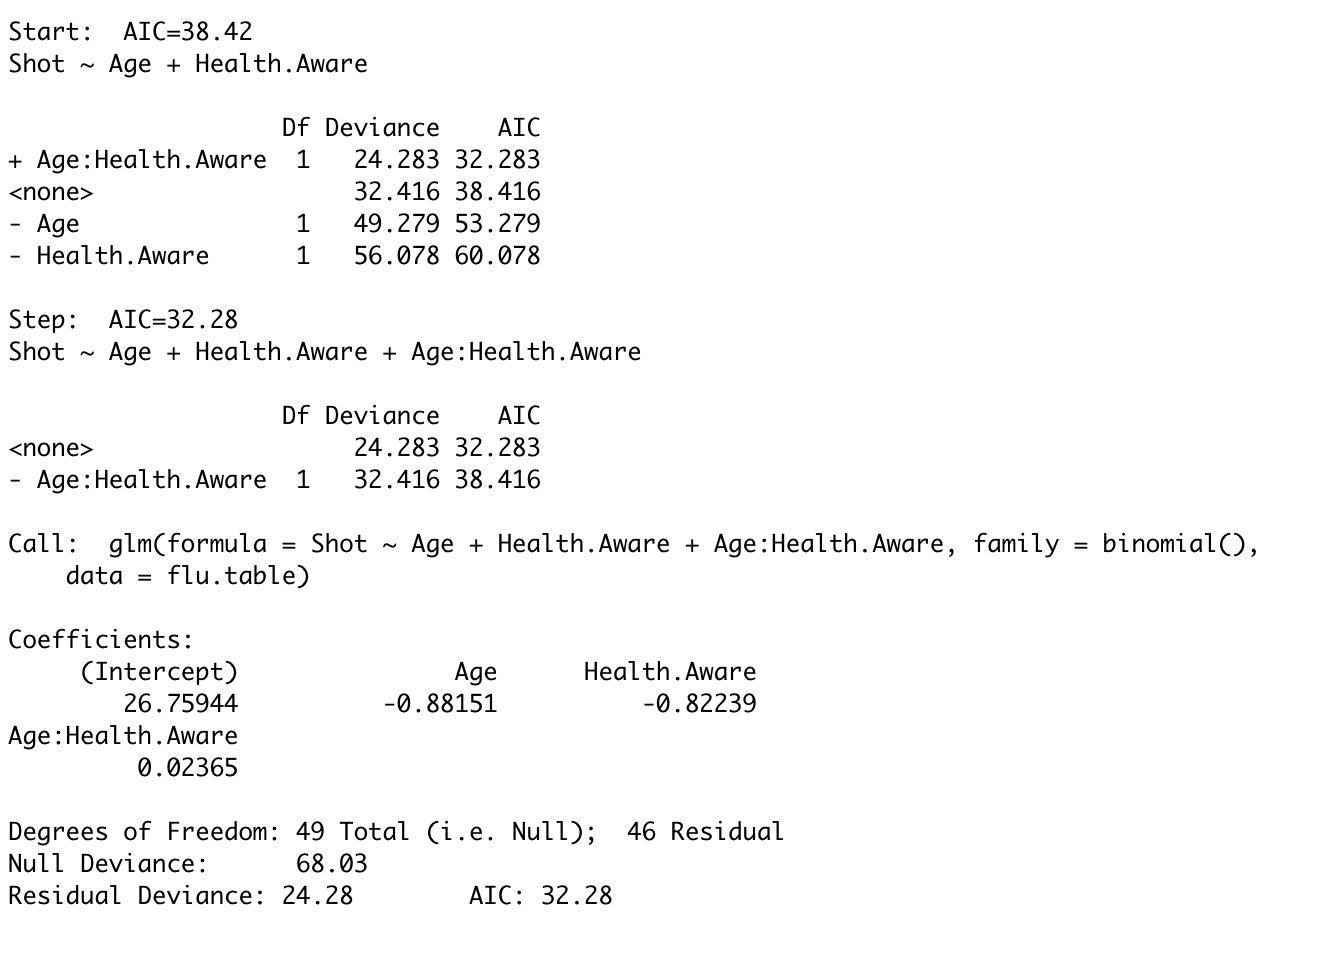 Start:  AIC=38.42
Shot ~ Age + Health.Aware

                   Df Deviance    AIC
+ Age:Health.Aware  1   24.283 32.283
<none>                  32.416 38.416
- Age               1   49.279 53.279
- Health.Aware      1   56.078 60.078

Step:  AIC=32.28
Shot ~ Age + Health.Aware + Age:Health.Aware

                   Df Deviance    AIC
<none>                  24.283 32.283
- Age:Health.Aware  1   32.416 38.416

Call:  glm(formula = Shot ~ Age + Health.Aware + Age:Health.Aware, family = binomial(),
    data = flu.table)

Coefficients:
     (Intercept)               Age      Health.Aware
        26.75944          -0.88151          -0.82239
Age:Health.Aware
         0.02365

Degrees of Freedom: 49 Total (i.e. Null);  46 Residual
Null Deviance:      68.03
Residual Deviance: 24.28        AIC: 32.28